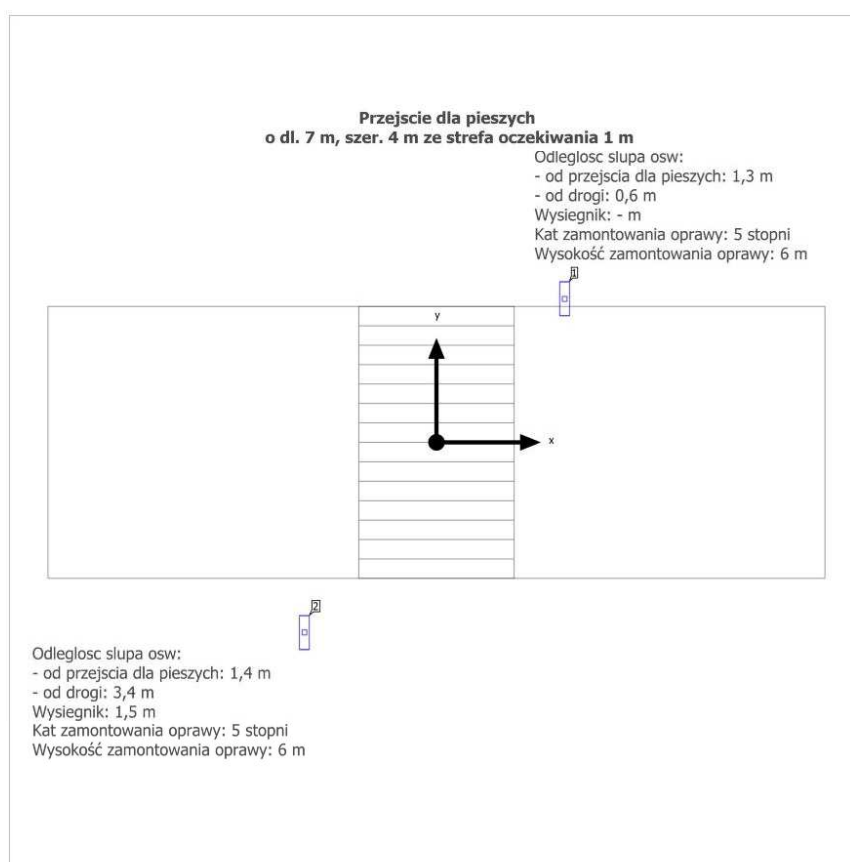 Przejscie dla pieszych
o dl. 7 m, szer. 4 m ze strefa oczekiwania 1 m
Odleglosc slupa osw:
- od przejscia dla pieszych: 1,3 m
- od drogi: 0,6 m
Wysiegnik: - m
Kat zamontowania oprawy: 5 stopni
Wysokość zamontowania oprawy: 6 m
1
y
x
2
Odleglosc slupa osw:
- od przejscia dla pieszych: 1,4 m
- od drogi: 3,4 m
Wysiegnik: 1,5 m
Kat zamontowania oprawy: 5 stopni
Wysokość zamontowania oprawy: 6 m